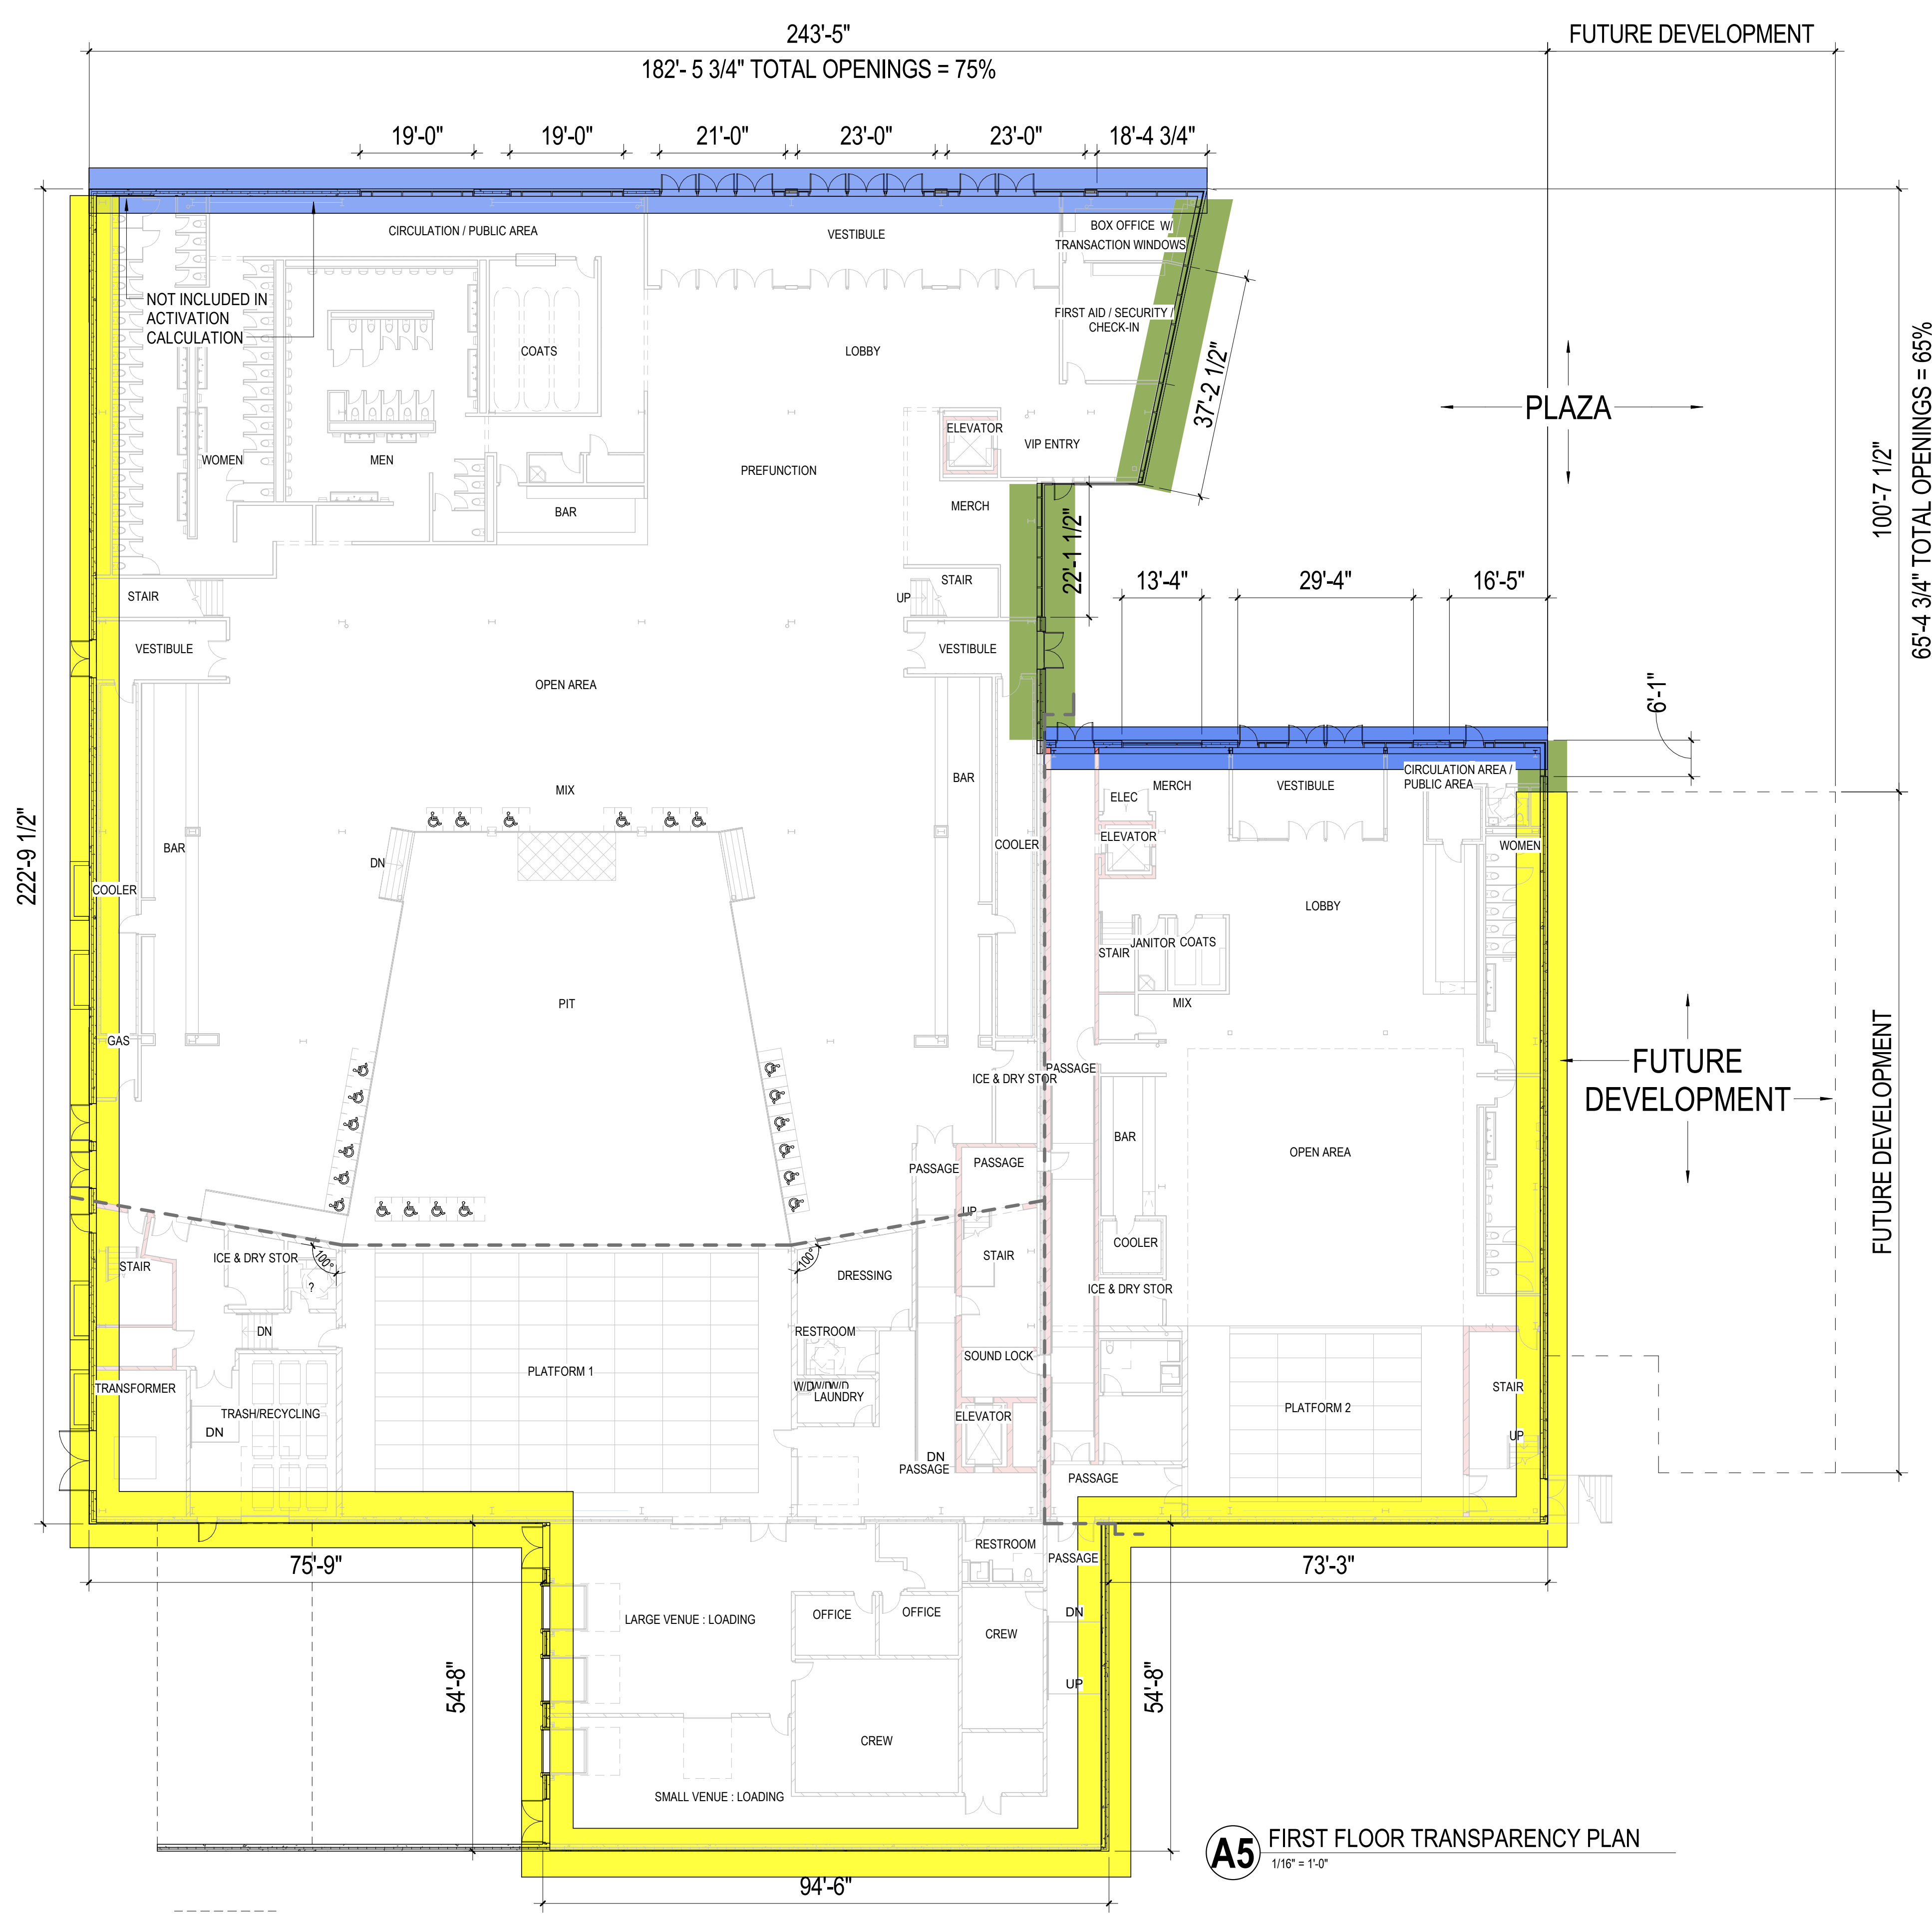 243'-5"
FUTURE DEVELOPMENT
182'- 5 3/4" TOTAL OPENINGS = 75%
19'-0"
19'-0"
21'-0"
23'-0"
23'-0"
18'-4 3/4"
CIRCULATION / PUBLIC AREA
VESTIBULE
BOX OFFICE W/
TRANSACTION WINDOWS
NOT INCLUDED IN
ACTIVATION
CALCULATION
FIRST AID / SECURITY /
CHECK-IN
COATS
LOBBY
37'-2 1/2"
PLAZA
100'-7 1/2"
65'-4 3/4" TOTAL OPENINGS = 65%
ELEVATOR
VIP ENTRY
WOMEN
MEN
PREFUNCTION
MERCH
BAR
22'-1 1/2"
STAIR
STAIR
UP
13'-4"
29'-4"
16'-5"
VESTIBULE
VESTIBULE
OPEN AREA
6'-1"
222'-9 1/2"
MIX
BAR
CIRCULATION AREA /
PUBLIC AREA
MERCH
VESTIBULE
ELEC
ELEVATOR
BAR
DN
COOLER
WOMEN
COOLER
LOBBY
JANITOR
COATS
STAIR
PIT
MIX
GAS
ICE & DRY STOR
PASSAGE
FUTURE
DEVELOPMENT
FUTURE DEVELOPMENT
BAR
OPEN AREA
PASSAGE
PASSAGE
UP
STAIR
ICE & DRY STOR
?
100°
100°
STAIR
COOLER
DRESSING
ICE & DRY STOR
DN
RESTROOM
SOUND LOCK
PLATFORM 1
W/D
W/D
W/D
LAUNDRY
TRANSFORMER
TRASH/RECYCLING
DN
ELEVATOR
PLATFORM 2
STAIR
UP
DN
PASSAGE
PASSAGE
75'-9"
RESTROOM
PASSAGE
73'-3"
LARGE VENUE : LOADING
OFFICE
OFFICE
CREW
DN
54'-8"
54'-8"
UP
CREW
SMALL VENUE : LOADING
A5
FIRST FLOOR TRANSPARENCY PLAN
1/16" = 1'-0"
94'-6"